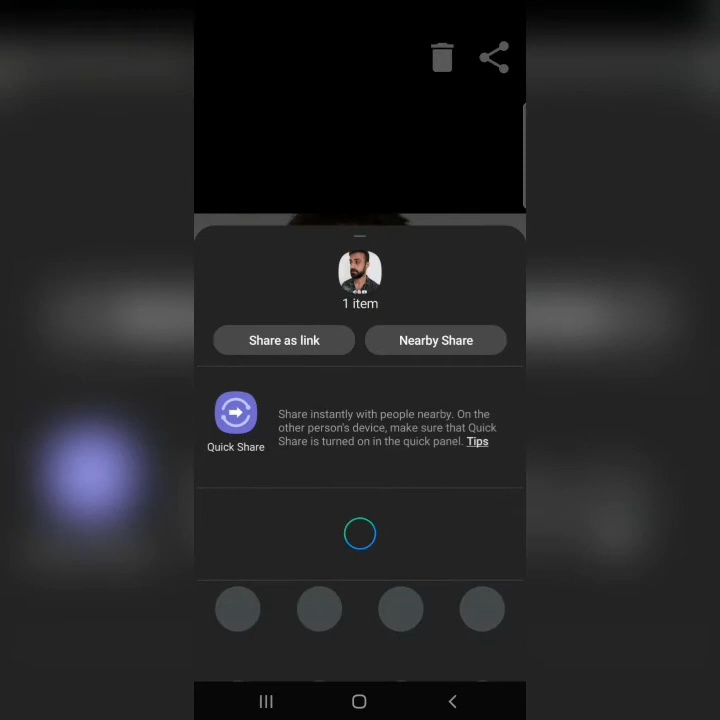 1 item
Share as link
Nearby Share
Share instantly with people nearby. On the
other person's device, make sure that Quick
Share is turned on in the quick panel. Tips
Quick Share